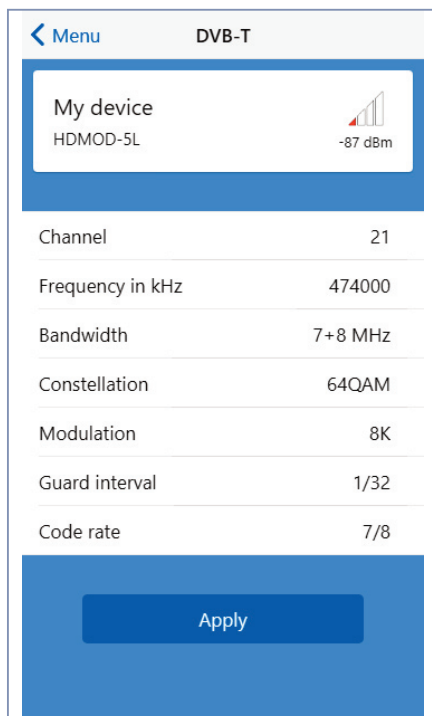 Menu DVB-T
My device
HDMOD-5L -87 dBm
Channel 21
Frequency in kHz 474000
Bandwidth 7+8 MHz
Constellation 64QAM
Modulation 8K
Guard interval 1/32
Code rate 7/8
Apply